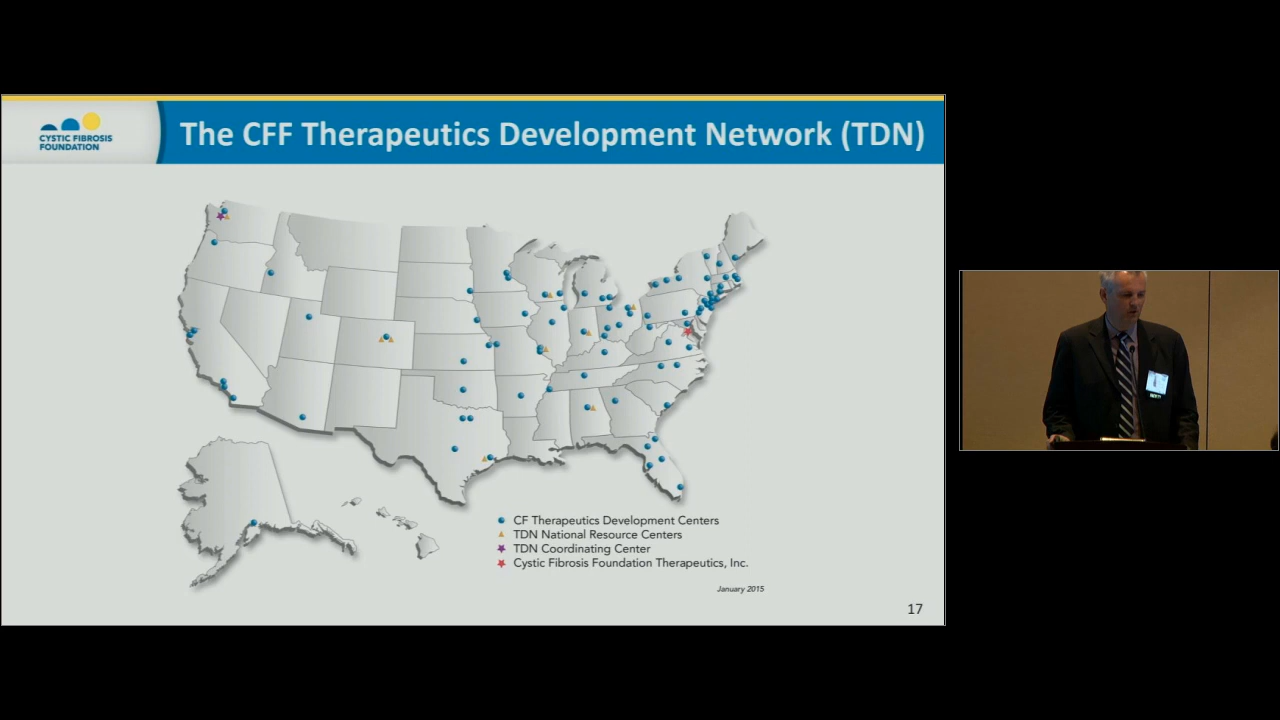 CYSTIC FIBROSIS
FOUNDATION
The CFF Therapeutics Development Network (TDN)
CF Therapeutics Development Centers
TDN National Resource Centers
TDN Coordinating Center
Cystic Fibrosis Foundation Therapeutics, Inc.
January 2015
17